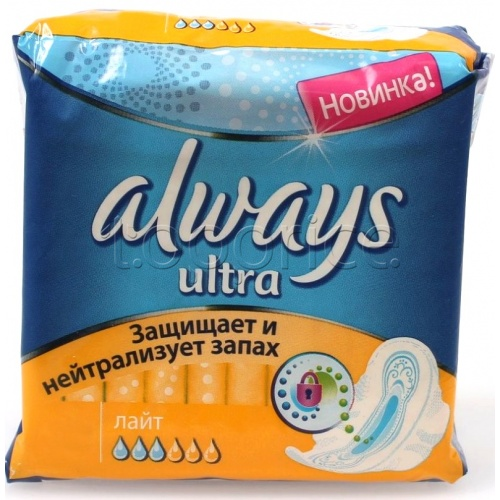 Новинка!
always
ultra
Защищает и
нейтрализует запах
лайт